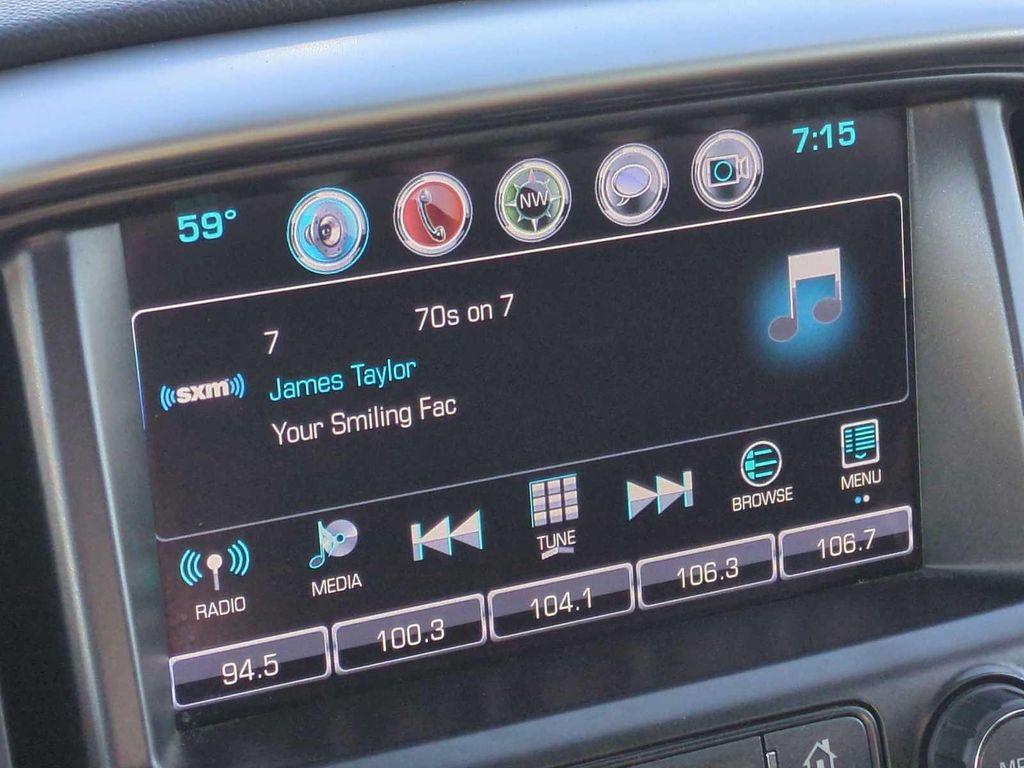 59° NW 7:15
7 70s on 7
sxm James Taylor
Your Smiling Fac
RADIO MEDIA TUNE BROWSE MENU
94.5 100.3 104.1 106.3 106.7